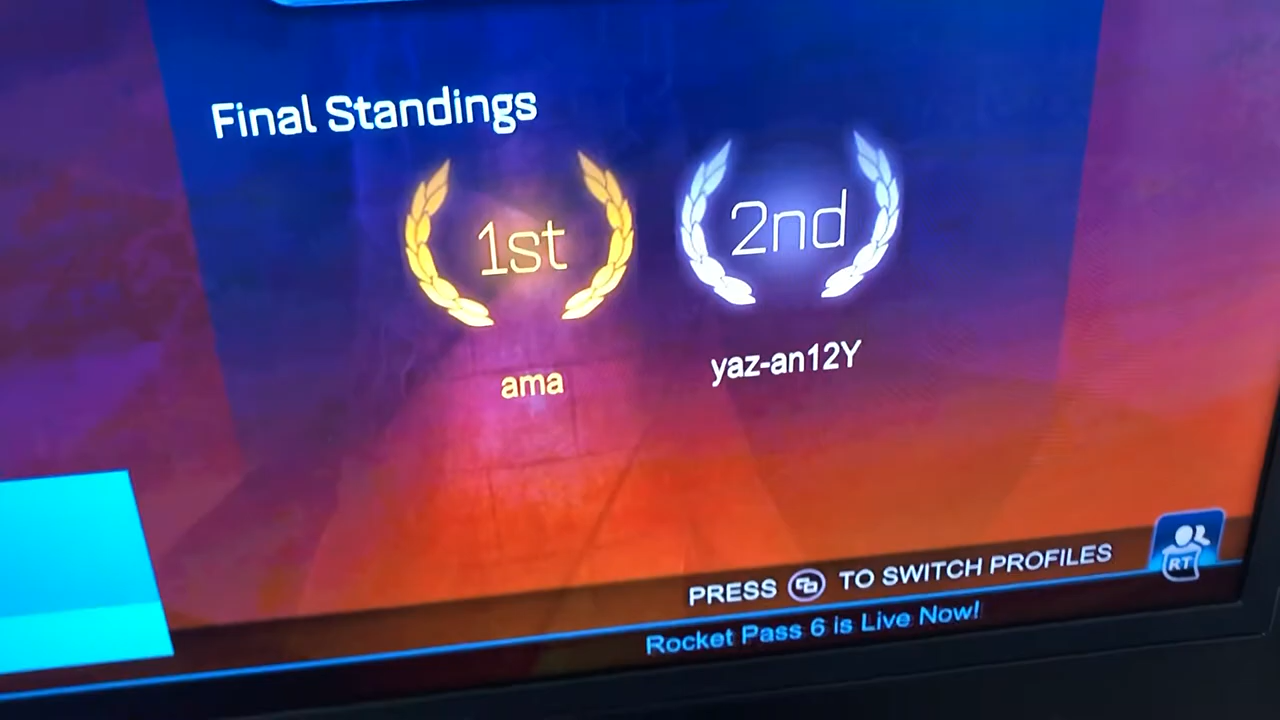 Final Standings
1st
2nd
ama
yaz-an12Y
PRESS TO SWITCH PROFILES
RT
Rocket Pass 6 is Live Now!